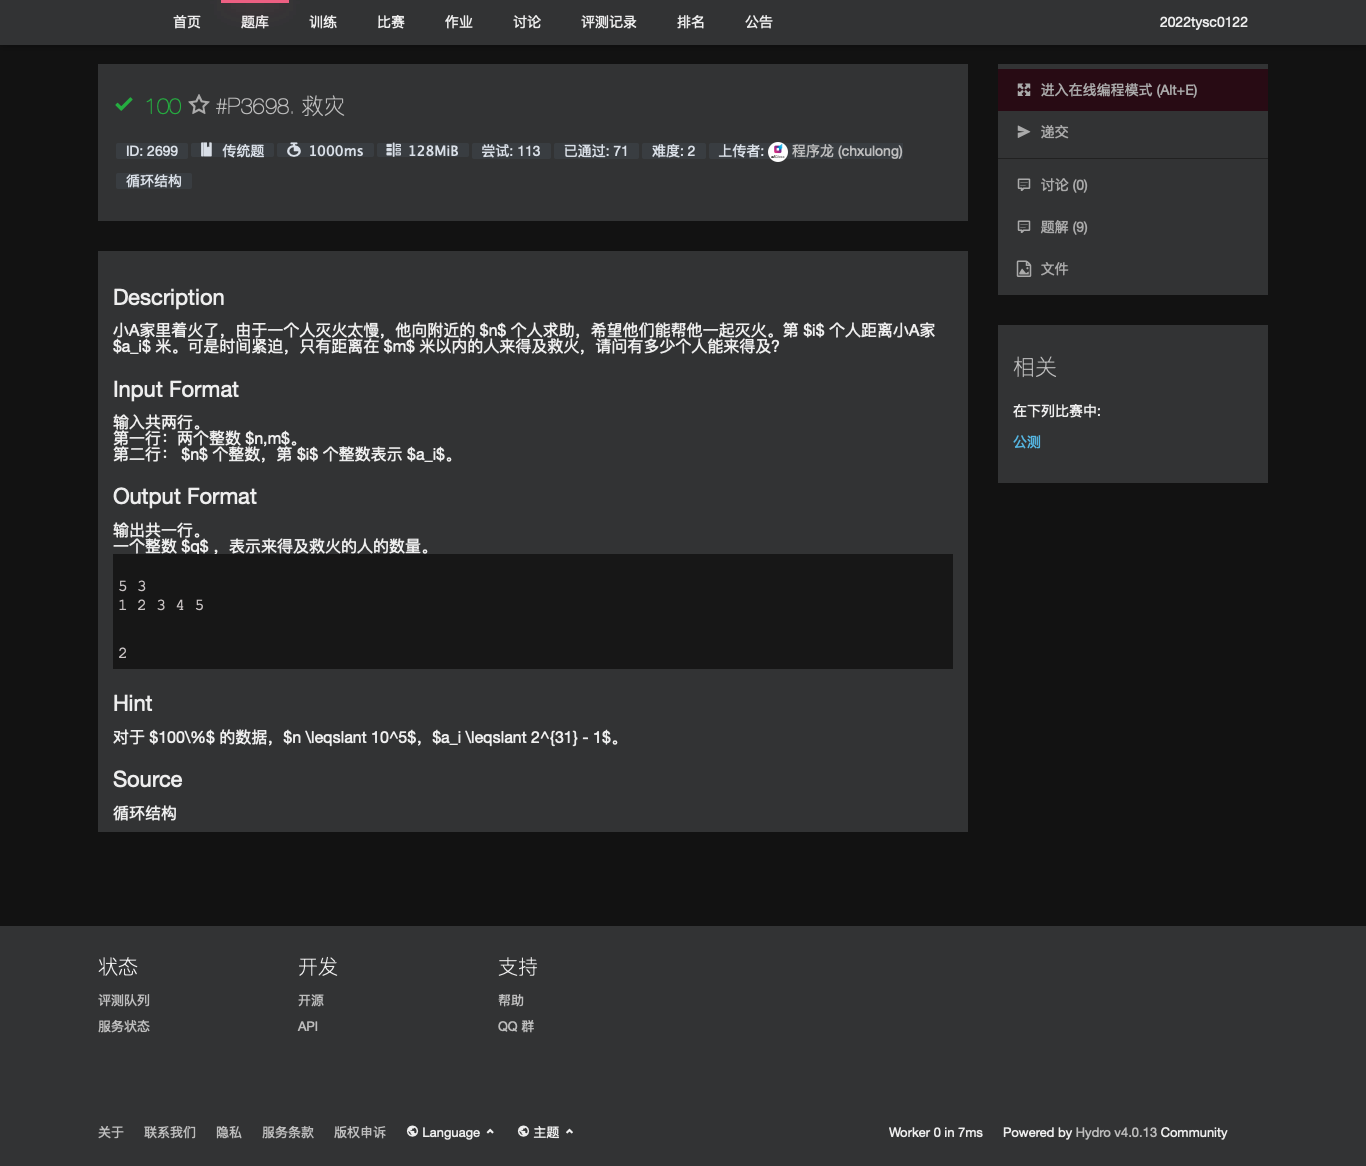 首页 题库 训练 比赛 作业 讨论 评测记录 排名 公告 2022tysc0122
100 #P3698. 救灾
ID: 2699 传统题 1000ms 128MiB 尝试: 113 已通过: 71 难度: 2 上传者: 程序龙 (chxulong)
循环结构
Description
小A家里着火了，由于一个人灭火太慢，他向附近的 $n$ 个人求助，希望他们能帮他一起灭火。第 $i$ 个人距离小A家
$a_i$ 米。可是时间紧迫，只有距离在 $m$ 米以内的人来得及救火，请问有多少个人能来得及？
Input Format
输入共两行。
第一行：两个整数 $n,m$。
第二行： $n$ 个整数，第 $i$ 个整数表示 $a_i$。
Output Format
输出共一行。
一个整数 $q$ ，表示来得及救火的人的数量。
5 3
1 2 3 4 5
2
Hint
对于 $100\%$ 的数据，$n \leqslant 10^5$，$a_i \leqslant 2^{31} - 1$。
Source
循环结构
进入在线编程模式 (Alt+E)
递交
讨论 (0)
题解 (9)
文件
相关
在下列比赛中:
公测
状态 开发 支持
评测队列 开源 帮助
服务状态 API QQ 群
关于 联系我们 隐私 服务条款 版权申诉 Language 主题 Worker 0 in 7ms Powered by Hydro v4.0.13 Community